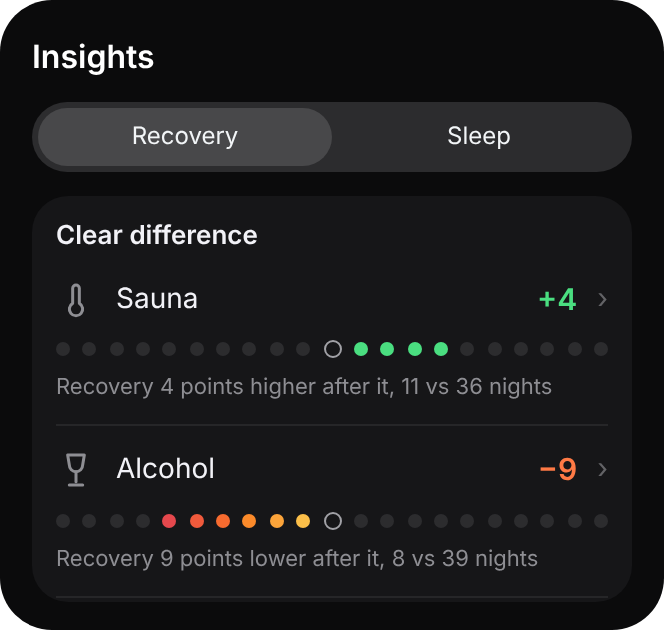 Insights
Recovery
Sleep
Clear difference
Sauna
+4
Recovery 4 points higher after it, 11 vs 36 nights
Alcohol
−9
Recovery 9 points lower after it, 8 vs 39 nights